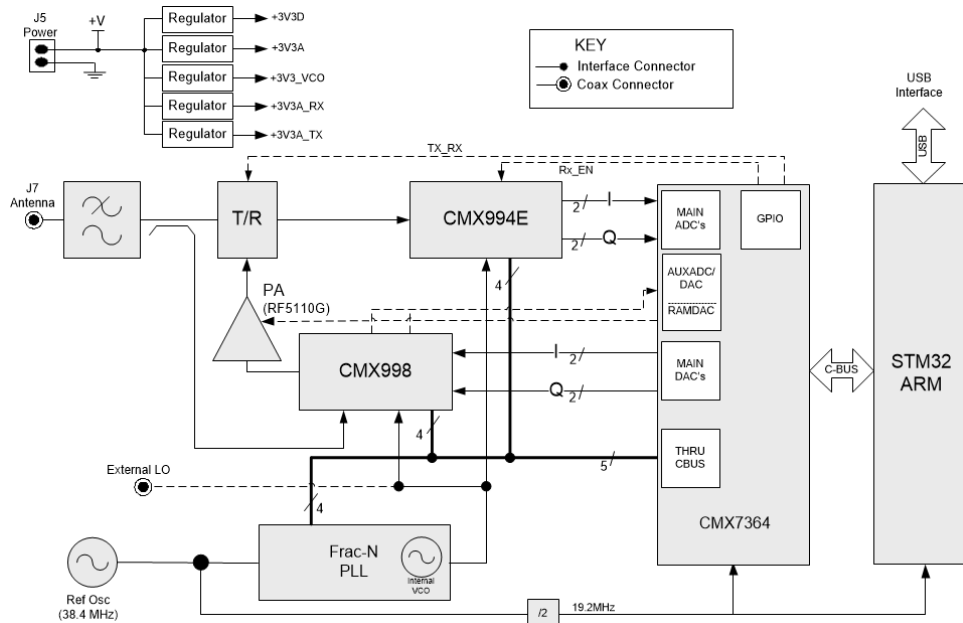 J5
Power
+V
Regulator
+3V3D
Regulator
+3V3A
Regulator
+3V3_VCO
Regulator
+3V3A_RX
Regulator
+3V3A_TX
KEY
Interface Connector
Coax Connector
USB
Interface
USB
TX_RX
Rx_EN
J7
Antenna
T/R
CMX994E
2/
I
2/
Q
4
MAIN
ADC's
GPIO
AUXADC/
DAC
RAMDAC
PA
(RF5110G)
CMX998
I
2/
Q
2/
MAIN
DAC's
C-BUS
STM32
ARM
4
5
THRU
CBUS
External LO
4
CMX7364
Frac-N
PLL
Internal
VCO
Ref Osc
(38.4 MHz)
/2
19.2MHz